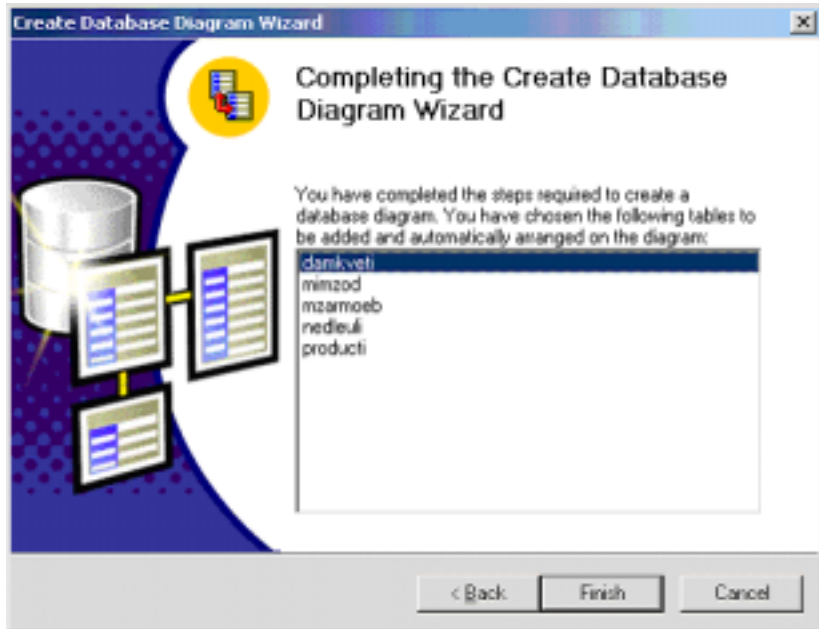 Create Database Diagram Wizard
Completing the Create Database
Diagram Wizard
You have completed the steps required to create a
database diagram. You have chosen the following tables to
be added and automatically arranged on the diagram:
damkveti
mimzod
mzarmoeb
nedleuli
producti
< Back
Finish
Cancel